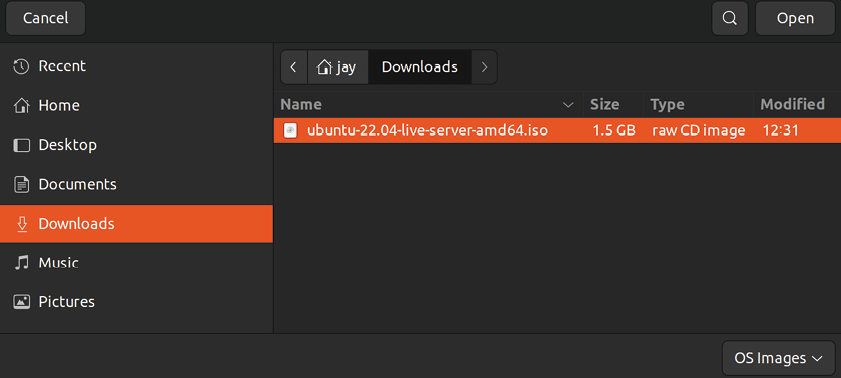 Cancel
Open
Recent
Home
Desktop
Documents
Downloads
Music
Pictures
jay
Downloads
Name Size Type Modified
ubuntu-22.04-live-server-amd64.iso 1.5 GB raw CD image 12:31
OS Images